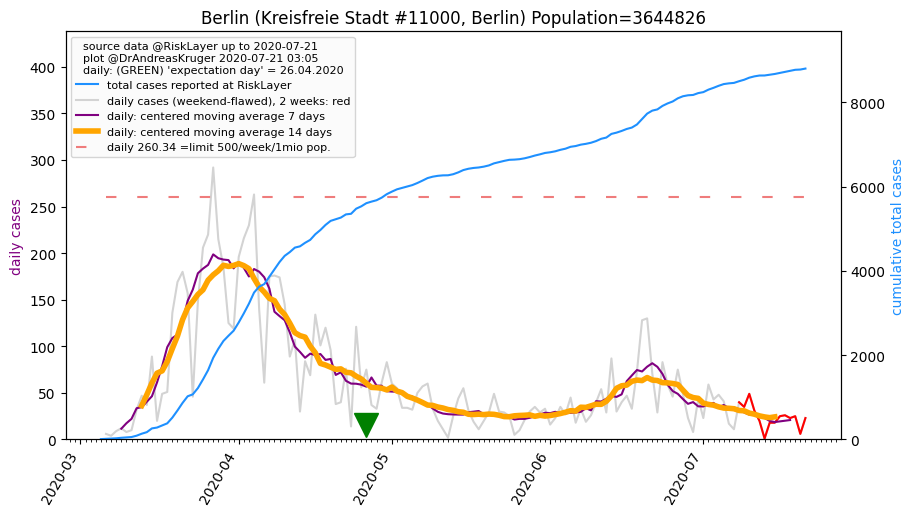 Berlin (Kreisfreie Stadt #11000, Berlin) Population=3644826
source data @RiskLayer up to 2020-07-21
plot @DrAndreasKruger 2020-07-21 03:05
daily: (GREEN) 'expectation day' = 26.04.2020
total cases reported at RiskLayer
daily cases (weekend-flawed), 2 weeks: red
daily: centered moving average 7 days
daily: centered moving average 14 days
daily 260.34 =limit 500/week/1mio pop.
daily cases
400
350
300
250
200
150
100
50
0
cumulative total cases
8000
6000
4000
2000
0
2020-03
2020-04
2020-05
2020-06
2020-07